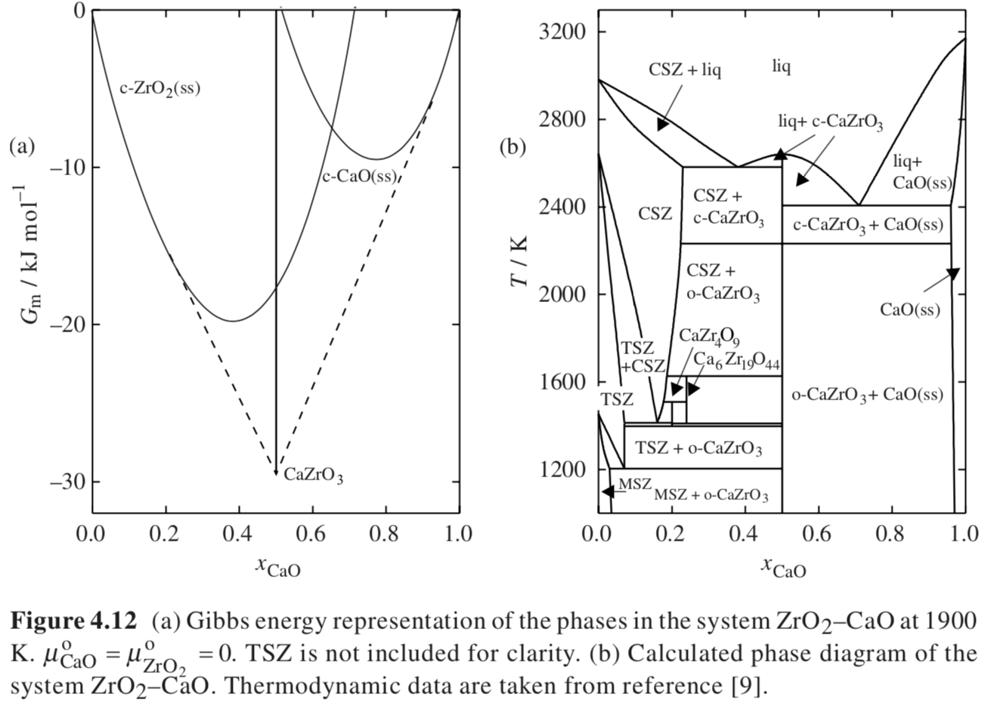 (a)
G_m / kJ mol⁻¹
0
−10
−20
−30
c-ZrO₂(ss)
c-CaO(ss)
CaZrO₃
0.0 0.2 0.4 0.6 0.8 1.0
x_CaO
(b)
T / K
3200
2800
2400
2000
1600
1200
CSZ + liq
liq
liq+ c-CaZrO₃
liq+
CaO(ss)
CSZ
CSZ +
c-CaZrO₃
c-CaZrO₃ + CaO(ss)
CSZ +
o-CaZrO₃
CaO(ss)
CaZr₄O₉
TSZ
+CSZ
Ca₆Zr₁₉O₄₄
TSZ
o-CaZrO₃+ CaO(ss)
TSZ + o-CaZrO₃
MSZ
MSZ + o-CaZrO₃
0.0 0.2 0.4 0.6 0.8 1.0
x_CaO
Figure 4.12 (a) Gibbs energy representation of the phases in the system ZrO₂–CaO at 1900
K. μ°_CaO = μ°_ZrO₂ = 0. TSZ is not included for clarity. (b) Calculated phase diagram of the
system ZrO₂–CaO. Thermodynamic data are taken from reference [9].